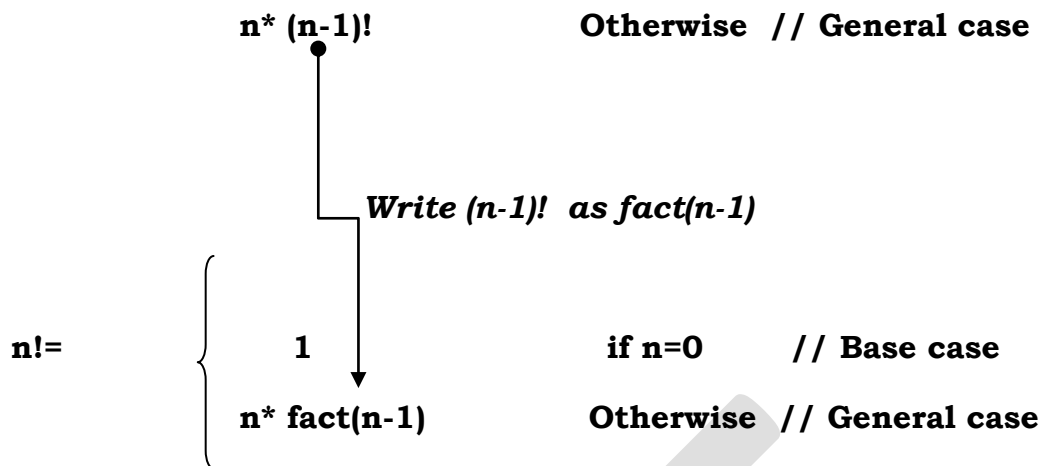 n* (n-1)! Otherwise // General case
Write (n-1)! as fact(n-1)
n!= 1 if n=0 // Base case
n* fact(n-1) Otherwise // General case